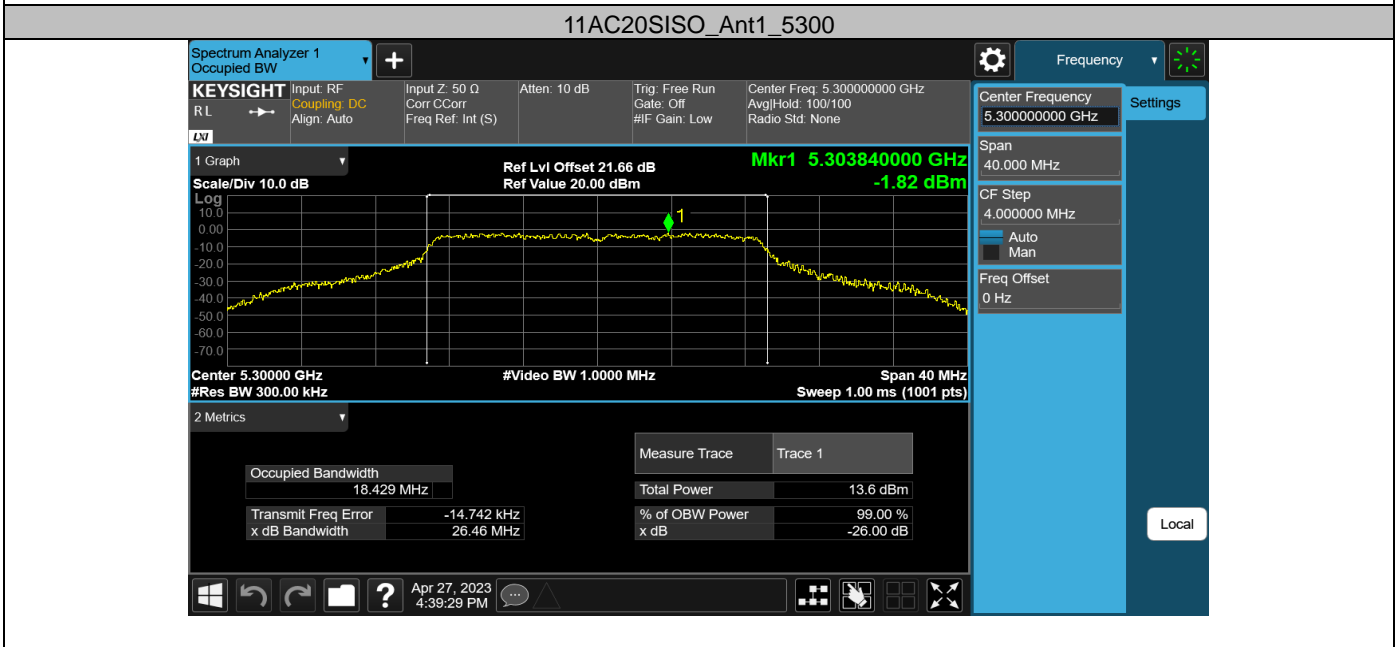 11AC20SISO_Ant1_5300
Spectrum Analyzer 1
Occupied BW
Frequency
KEYSIGHT
R L
LXI
Input: RF
Coupling: DC
Align: Auto
Input Z: 50 Ω
Corr CCorr
Freq Ref: Int (S)
Atten: 10 dB
Trig: Free Run
Gate: Off
#IF Gain: Low
Center Freq: 5.300000000 GHz
Avg|Hold: 100/100
Radio Std: None
Center Frequency
5.300000000 GHz
Settings
Span
40.000 MHz
CF Step
4.000000 MHz
Auto
Man
Freq Offset
0 Hz
Local
1 Graph
Scale/Div 10.0 dB
Ref Lvl Offset 21.66 dB
Ref Value 20.00 dBm
Mkr1 5.303840000 GHz
-1.82 dBm
Log
10.0
0.00
-10.0
-20.0
-30.0
-40.0
-50.0
-60.0
-70.0
1
Center 5.30000 GHz
#Res BW 300.00 kHz
#Video BW 1.0000 MHz
Span 40 MHz
Sweep 1.00 ms (1001 pts)
2 Metrics
Measure Trace Trace 1
Occupied Bandwidth
18.429 MHz
Total Power 13.6 dBm
Transmit Freq Error -14.742 kHz
% of OBW Power 99.00 %
x dB Bandwidth 26.46 MHz
x dB -26.00 dB
?
Apr 27, 2023
4:39:29 PM